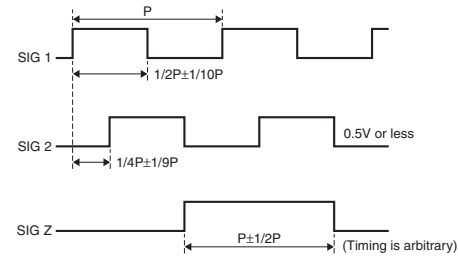 P
SIG 1
1/2P±1/10P
SIG 2
0.5V or less
1/4P±1/9P
SIG Z
P±1/2P
(Timing is arbitrary)